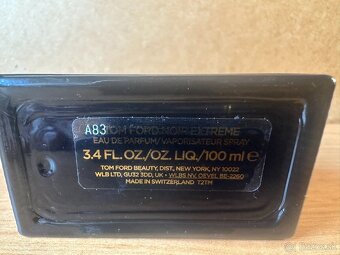 A83
TOM FORD NOIR EXTREME
EAU DE PARFUM/VAPORISATEUR SPRAY
3.4 FL. OZ./OZ. LIQ./100 ml ℮
TOM FORD BEAUTY, DIST., NEW YORK, NY 10022
WLB LTD, GU32 3DD, UK • WLBS NV, OEVEL BE-2260
MADE IN SWITZERLAND T2TM